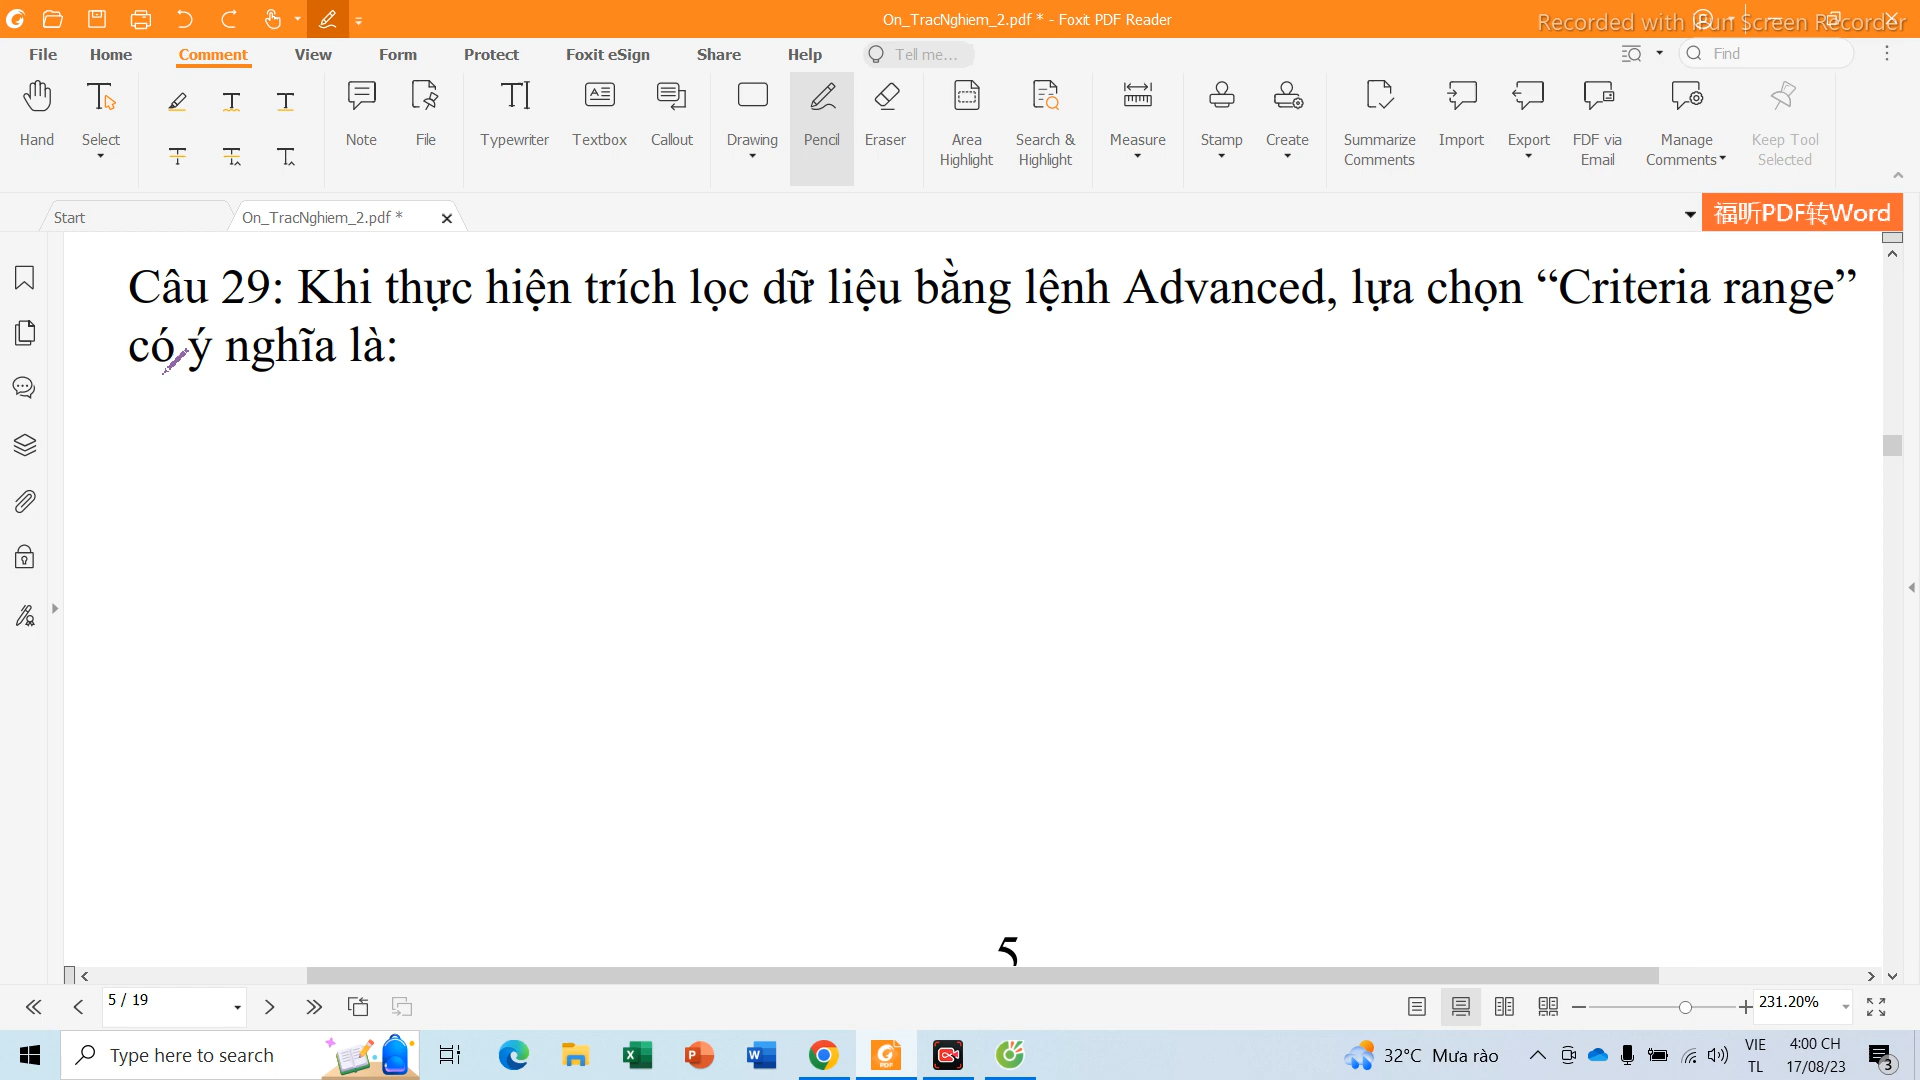 On_TracNghiem_2.pdf * - Foxit PDF Reader
Recorded with iFun Screen Recorder
File Home Comment View Form Protect Foxit eSign Share Help Tell me... Find
Hand Select Note File Typewriter Textbox Callout Drawing Pencil Eraser Area Highlight Search & Highlight Measure Stamp Create Summarize Comments Import Export FDF via Email Manage Comments Keep Tool Selected
Start On_TracNghiem_2.pdf * 福昕PDF转Word
Câu 29: Khi thực hiện trích lọc dữ liệu bằng lệnh Advanced, lựa chọn “Criteria range”
có ý nghĩa là:
5
5 / 19 231.20%
Type here to search 32°C Mưa rào VIE 4:00 CH
TL 17/08/23 3